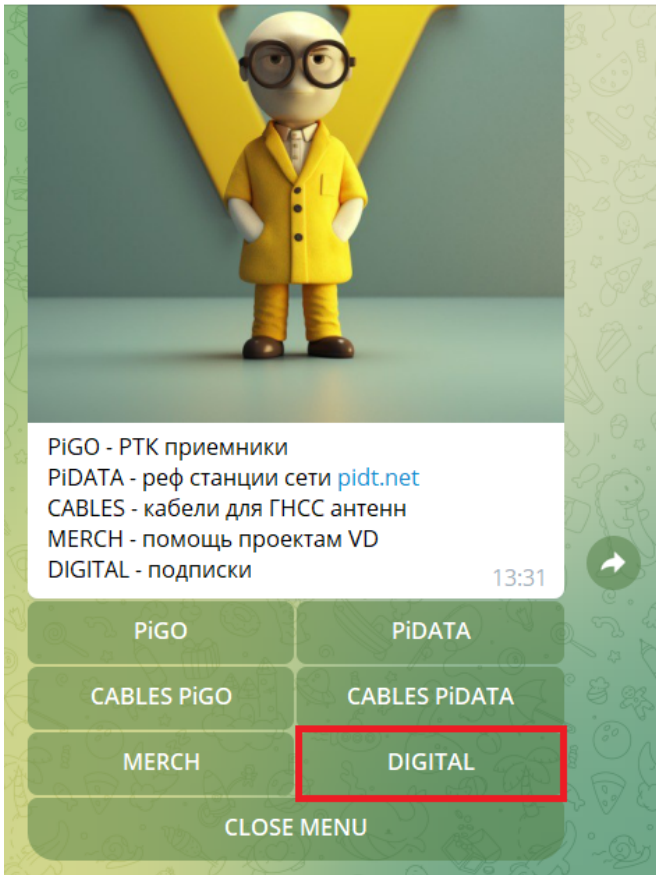 V
PiGO - РТК приемники
PiDATA - реф станции сети pidt.net
CABLES - кабели для ГНСС антенн
MERCH - помощь проектам VD
DIGITAL - подписки
13:31
PiGO
PiDATA
CABLES PiGO
CABLES PiDATA
MERCH
DIGITAL
CLOSE MENU